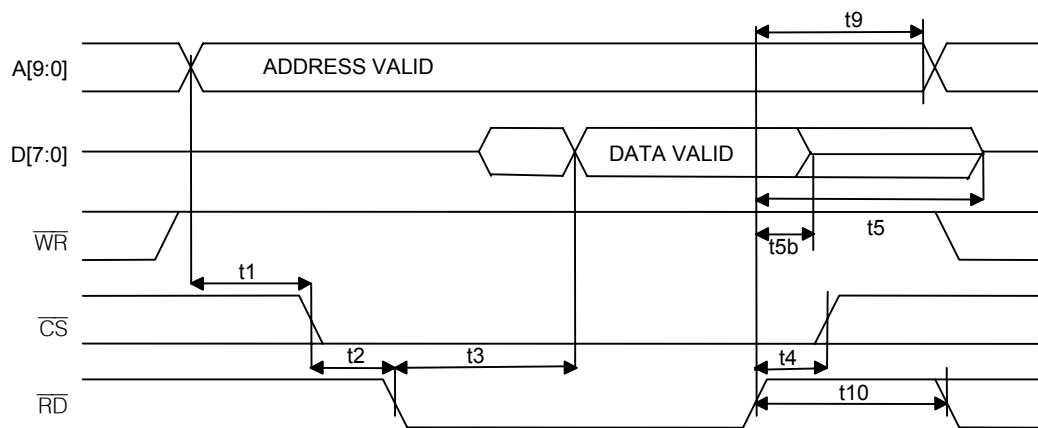 t9
A[9:0]
ADDRESS VALID
D[7:0]
DATA VALID
WR
t5b
t5
t1
CS
t2
t3
t4
RD
t10